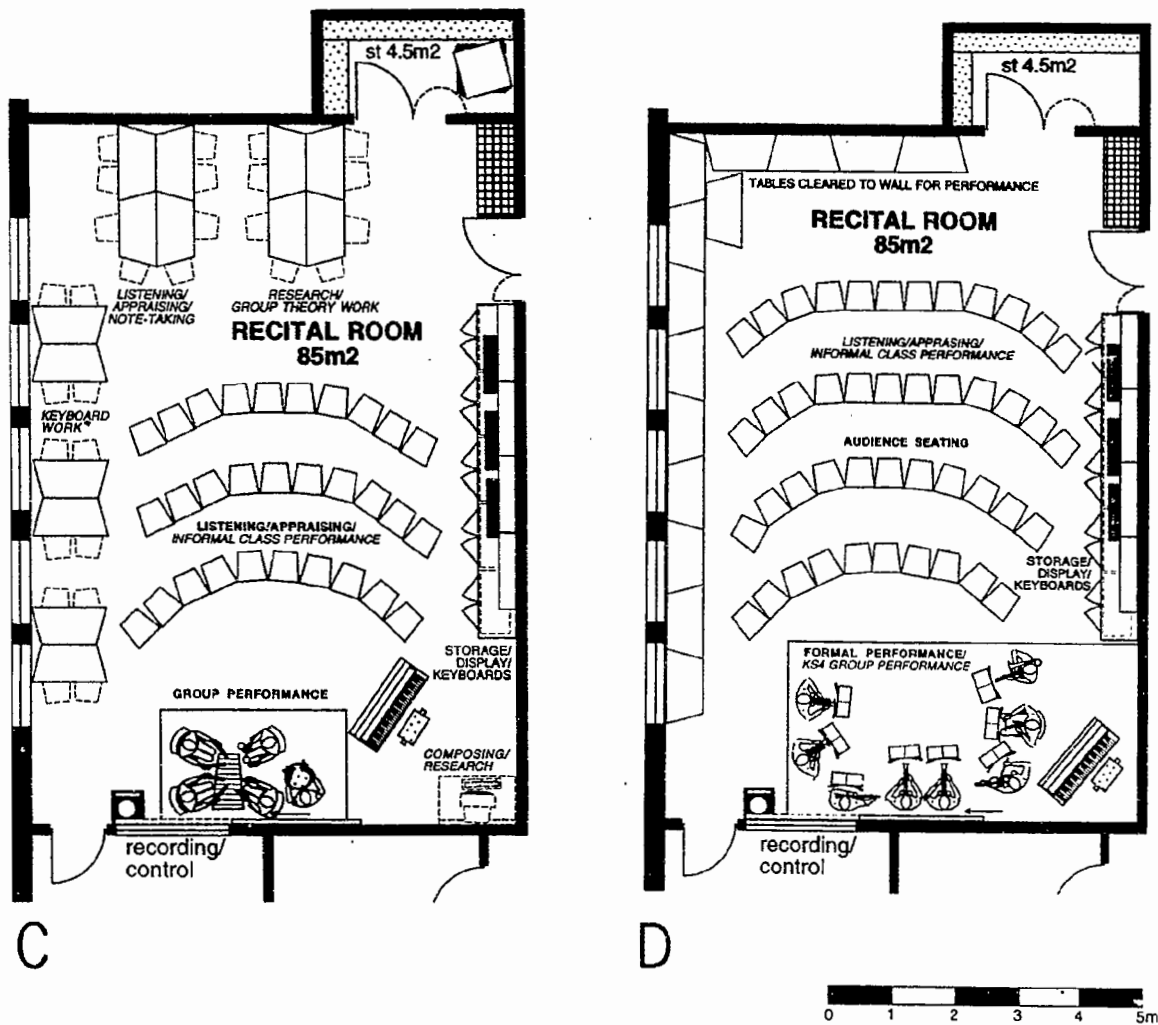 st 4.5m2
LISTENING/
APPRAISING/
NOTE-TAKING
RESEARCH/
GROUP THEORY WORK
RECITAL ROOM
85m2
KEYBOARD
WORK
LISTENING/APPRAISING/
INFORMAL CLASS PERFORMANCE
STORAGE/
DISPLAY/
KEYBOARDS
GROUP PERFORMANCE
COMPOSING/
RESEARCH
recording/
control
C
st 4.5m2
TABLES CLEARED TO WALL FOR PERFORMANCE
RECITAL ROOM
85m2
LISTENING/APPRASING/
INFORMAL CLASS PERFORMANCE
AUDIENCE SEATING
STORAGE/
DISPLAY/
KEYBOARDS
FORMAL PERFORMANCE/
KS4 GROUP PERFORMANCE
recording/
control
D
0 1 2 3 4 5m